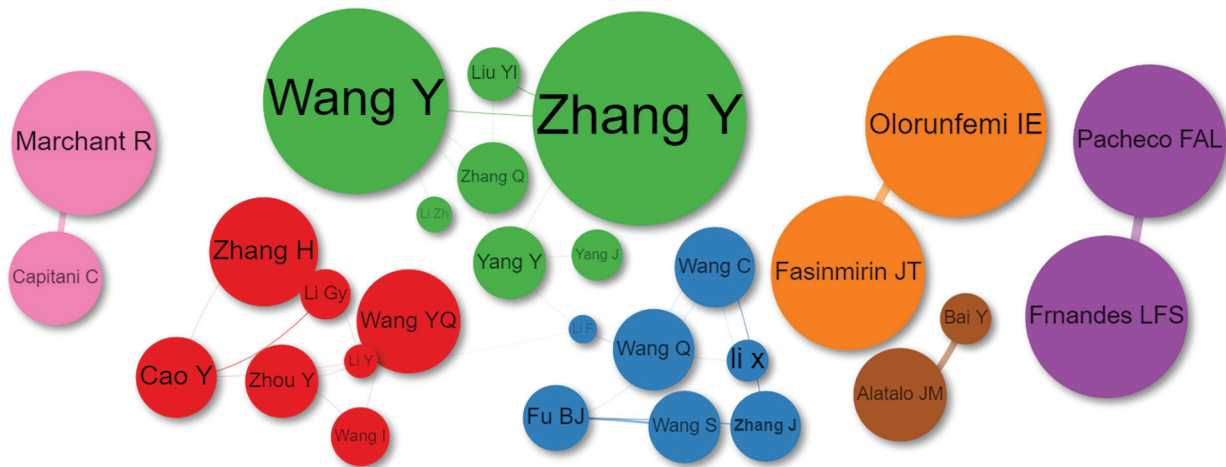 Marchant R
Capitani C
Wang Y
Liu YI
Zhang Y
Zhang Q
Li Zh
Yang Y
Yang J
Zhang H
Li Gy
Wang YQ
Cao Y
Zhou Y
Li Y
Wang I
Wang C
Li F
Wang Q
li x
Fu BJ
Wang S
Zhang J
Olorunfemi IE
Fasinmirin JT
Bai Y
Alatalo JM
Pacheco FAL
Frnandes LFS